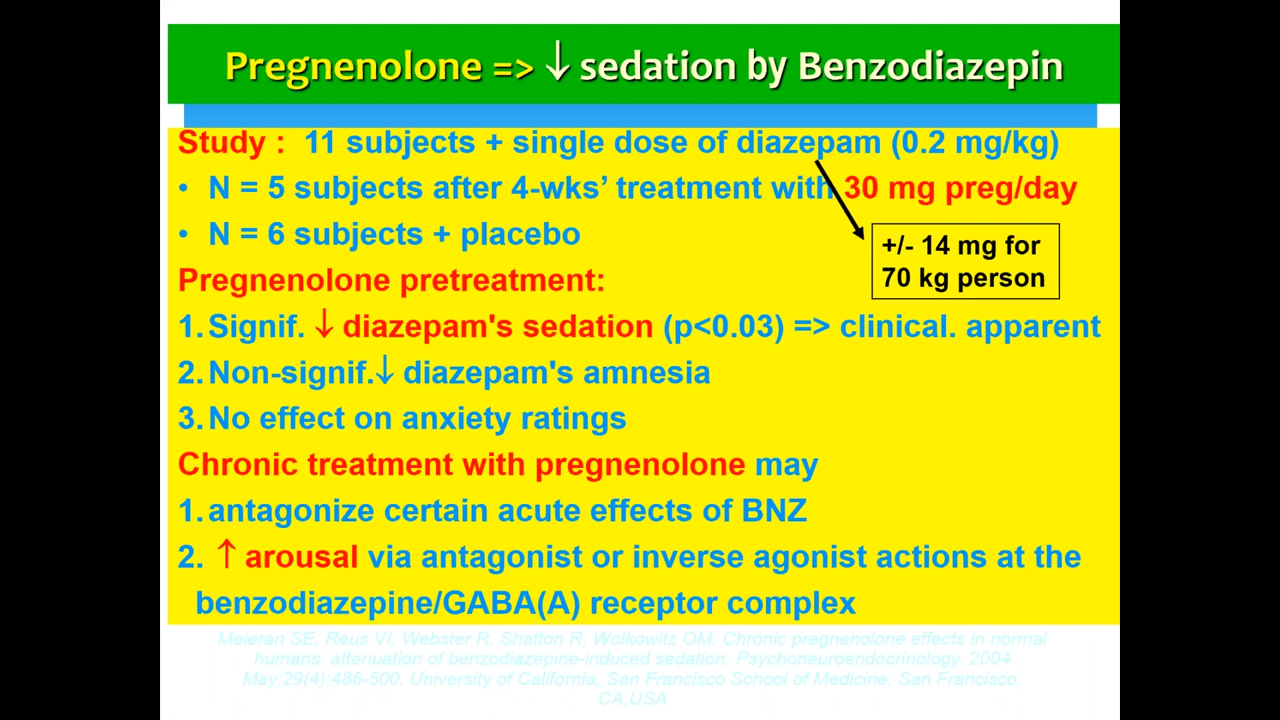 Pregnenolone => ↓ sedation by Benzodiazepin
Study : 11 subjects + single dose of diazepam (0.2 mg/kg)
• N = 5 subjects after 4-wks’ treatment with 30 mg preg/day
• N = 6 subjects + placebo
+/- 14 mg for
70 kg person
Pregnenolone pretreatment:
1. Signif. ↓ diazepam's sedation (p<0.03) => clinical. apparent
2. Non-signif.↓ diazepam's amnesia
3. No effect on anxiety ratings
Chronic treatment with pregnenolone may
1. antagonize certain acute effects of BNZ
2. ↑ arousal via antagonist or inverse agonist actions at the
benzodiazepine/GABA(A) receptor complex
Meieran SE, Reus VI, Webster R, Shafton R, Wolkowitz OM. Chronic pregnenolone effects in normal
humans: attenuation of benzodiazepine-induced sedation. Psychoneuroendocrinology. 2004
May;29(4):486-500. University of California, San Francisco School of Medicine, San Francisco,
CA,USA